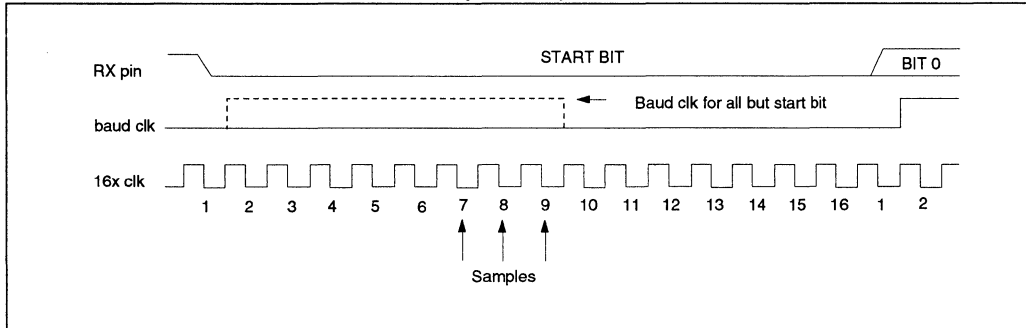 START BIT
RX pin
BIT 0
Baud clk for all but start bit
baud clk
16x clk
1 2 3 4 5 6 7 8 9 10 11 12 13 14 15 16 1 2
Samples